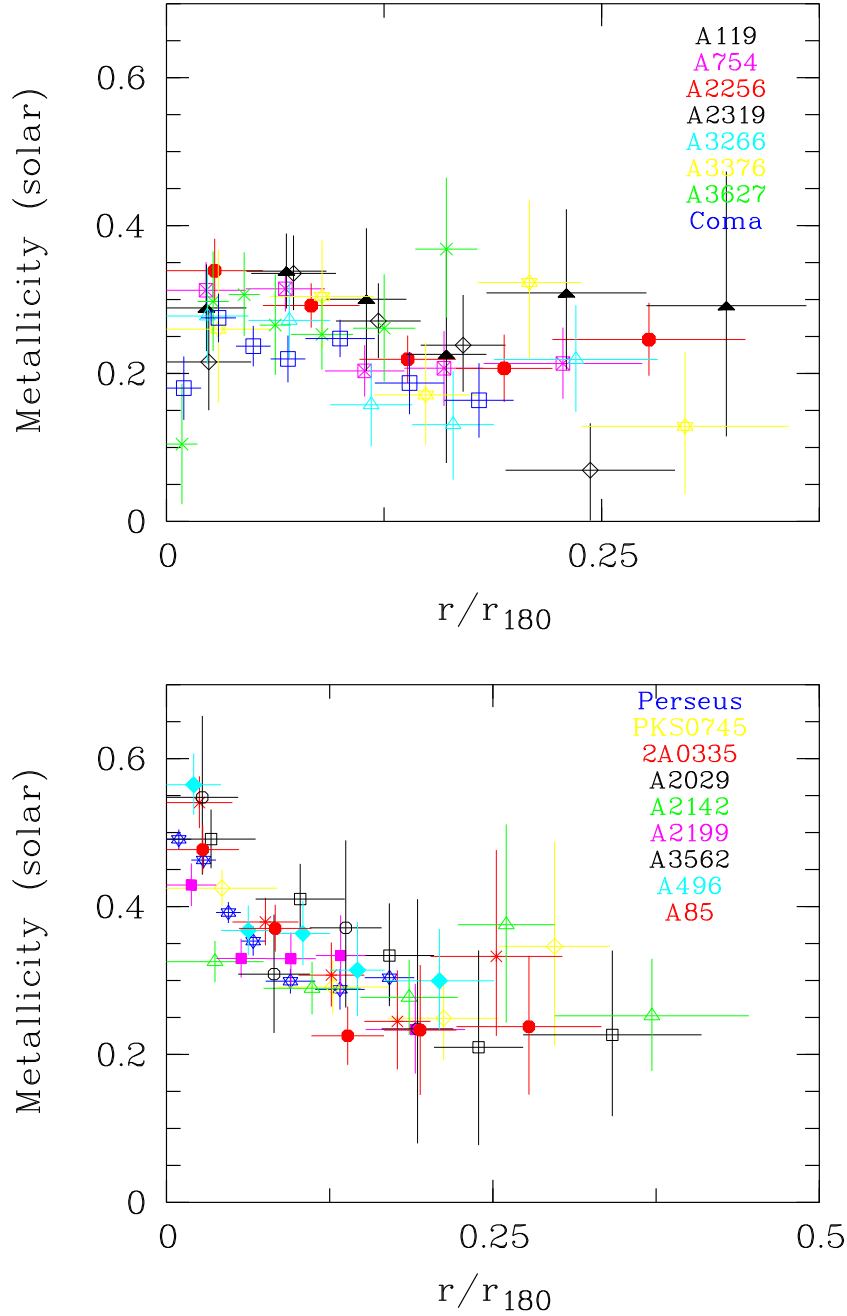 A119
A754
0.6
A2256
Metallicity (solar)
A2319
A3266
A3376
A3627
0.4
Coma
0.2
0
0
0.25
r/r180
Perseus
PKS0745
0.6
2A0335
A2029
A2142
Metallicity (solar)
A2199
A3562
A496
0.4
A85
0.2
0
0
0.25
0.5
r/r180